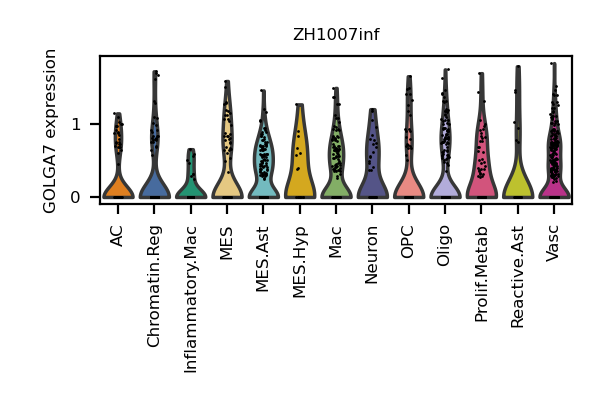 ZH1007inf
GOLGA7 expression
1
0
AC
Chromatin.Reg
Inflammatory.Mac
MES
MES.Ast
MES.Hyp
Mac
Neuron
OPC
Oligo
Prolif.Metab
Reactive.Ast
Vasc